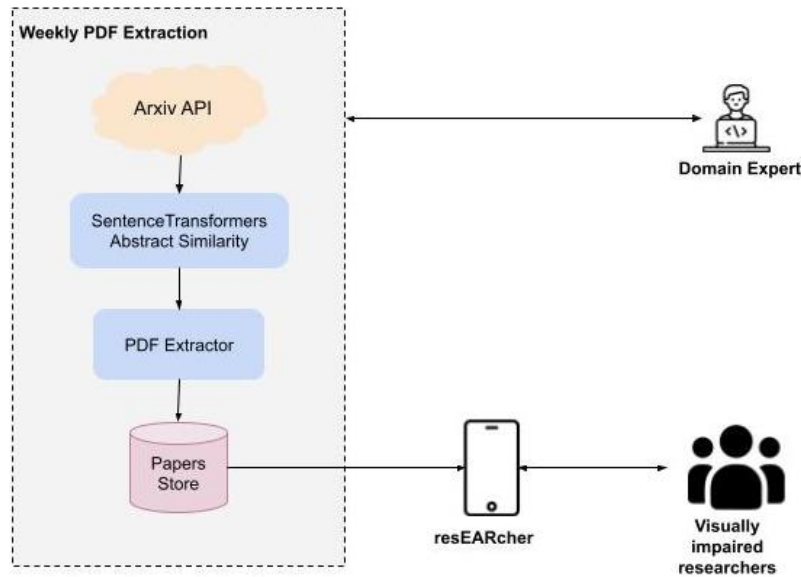 Weekly PDF Extraction
Arxiv API
SentenceTransformers
Abstract Similarity
PDF Extractor
Papers
Store
</>
Domain Expert
resEARcher
Visually
impaired
researchers